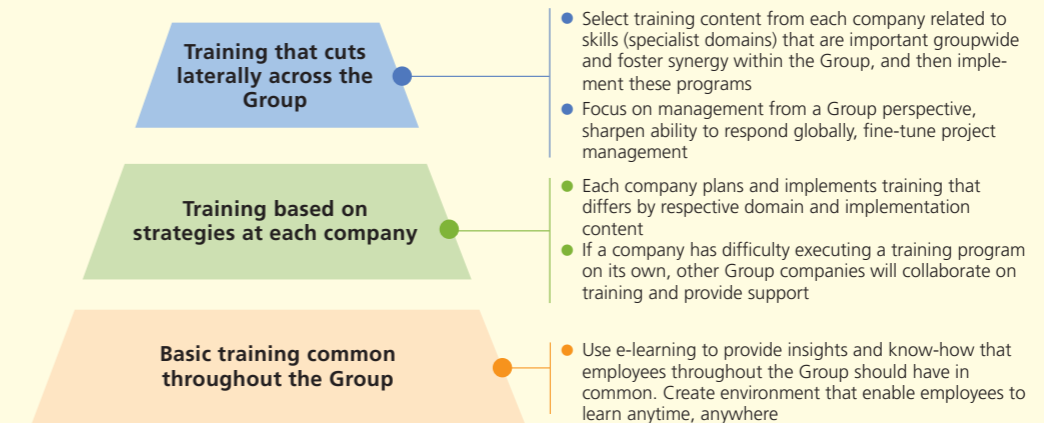 Training that cuts
laterally across the
Group
● Select training content from each company related to
skills (specialist domains) that are important groupwide
and foster synergy within the Group, and then imple-
ment these programs
● Focus on management from a Group perspective,
sharpen ability to respond globally, fine-tune project
management
Training based on
strategies at each company
● Each company plans and implements training that
differs by respective domain and implementation
content
● If a company has difficulty executing a training program
on its own, other Group companies will collaborate on
training and provide support
Basic training common
throughout the Group
● Use e-learning to provide insights and know-how that
employees throughout the Group should have in
common. Create environment that enable employees to
learn anytime, anywhere